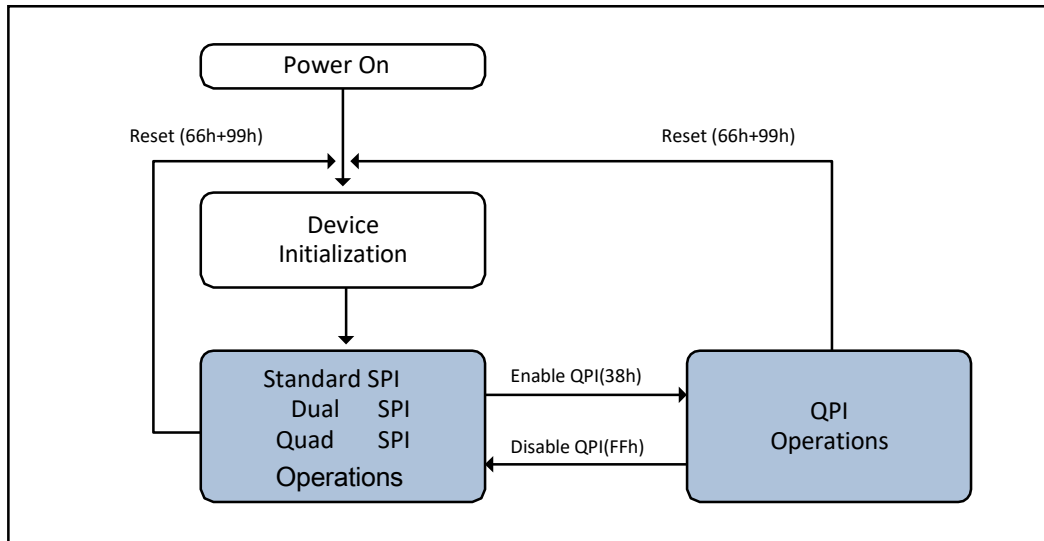 Power On
Reset (66h+99h)
Reset (66h+99h)
Device
Initialization
Standard SPI
Dual SPI
Quad SPI
Operations
Enable QPI(38h)
Disable QPI(FFh)
QPI
Operations